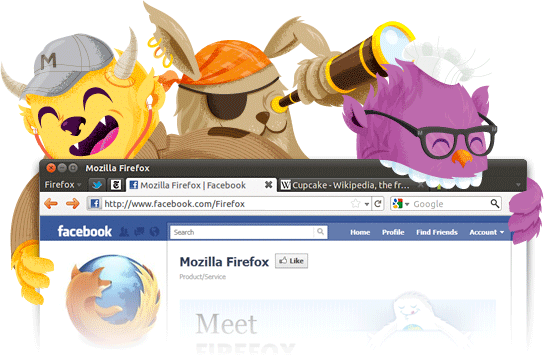 M
Mozilla Firefox
Firefox
Mozilla Firefox | Facebook
Cupcake - Wikipedia, the fr...
http://www.facebook.com/Firefox
Google
facebook
Search
Home
Profile
Find Friends
Account
Mozilla Firefox
Like
Product/Service
Meet
FIREFOX